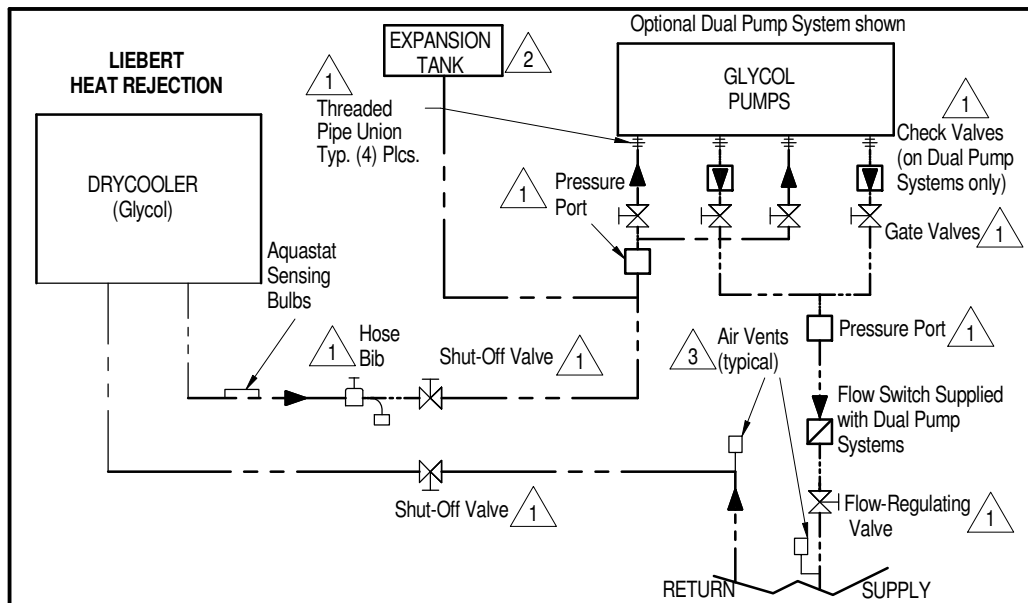 Optional Dual Pump System shown
LIEBERT
HEAT REJECTION
EXPANSION
TANK
2
GLYCOL
PUMPS
1
Threaded
Pipe Union
Typ. (4) Plcs.
1
Check Valves
(on Dual Pump
Systems only)
DRYCOOLER
(Glycol)
1
Pressure
Port
Gate Valves
1
Aquastat
Sensing
Bulbs
1
Hose
Bib
Shut-Off Valve
1
3
Air Vents
(typical)
Pressure Port
1
Flow Switch Supplied
with Dual Pump
Systems
Shut-Off Valve
1
Flow-Regulating
Valve
1
RETURN
SUPPLY